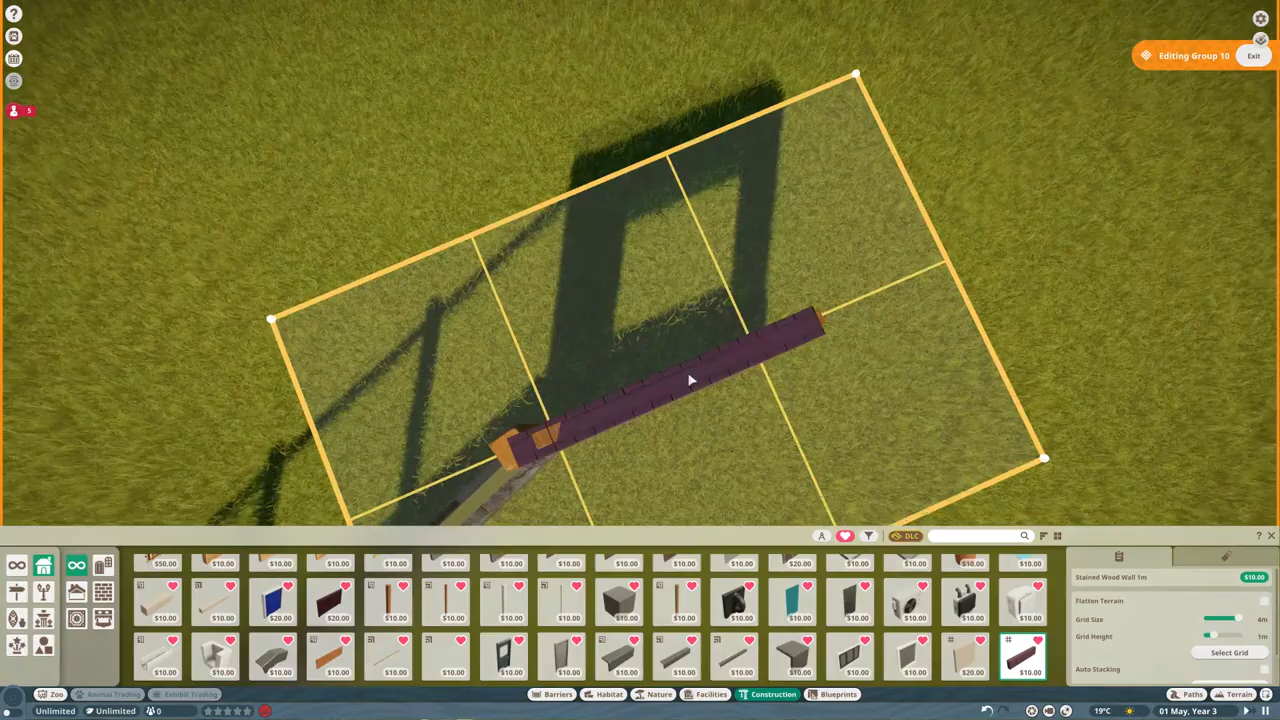 ?
Editing Group 10
Exit
5
DLC
? ×
$50.00 $10.00 $10.00 $10.00 $10.00 $10.00 $10.00 $10.00 $10.00 $10.00 $10.00 $20.00 $10.00 $10.00 $10.00 $10.00
$10.00 $10.00 $20.00 $10.00 $10.00 $10.00 $10.00 $10.00 $10.00 $10.00 $10.00 $10.00 $10.00 $10.00 $10.00 $10.00
$10.00 $10.00 $10.00 $10.00 $10.00 $10.00 $10.00 $10.00 $10.00 $10.00 $10.00 $10.00 $10.00 $10.00 $20.00 $10.00
Stained Wood Wall 1m
$10.00
Flatten Terrain
Grid Size 4m
Grid Height 1m
Select Grid
Auto Stacking
Zoo Animal Trading Exhibit Trading Barriers Habitat Nature Facilities Construction Blueprints Paths Terrain
Unlimited Unlimited 0 19°C 01 May, Year 3